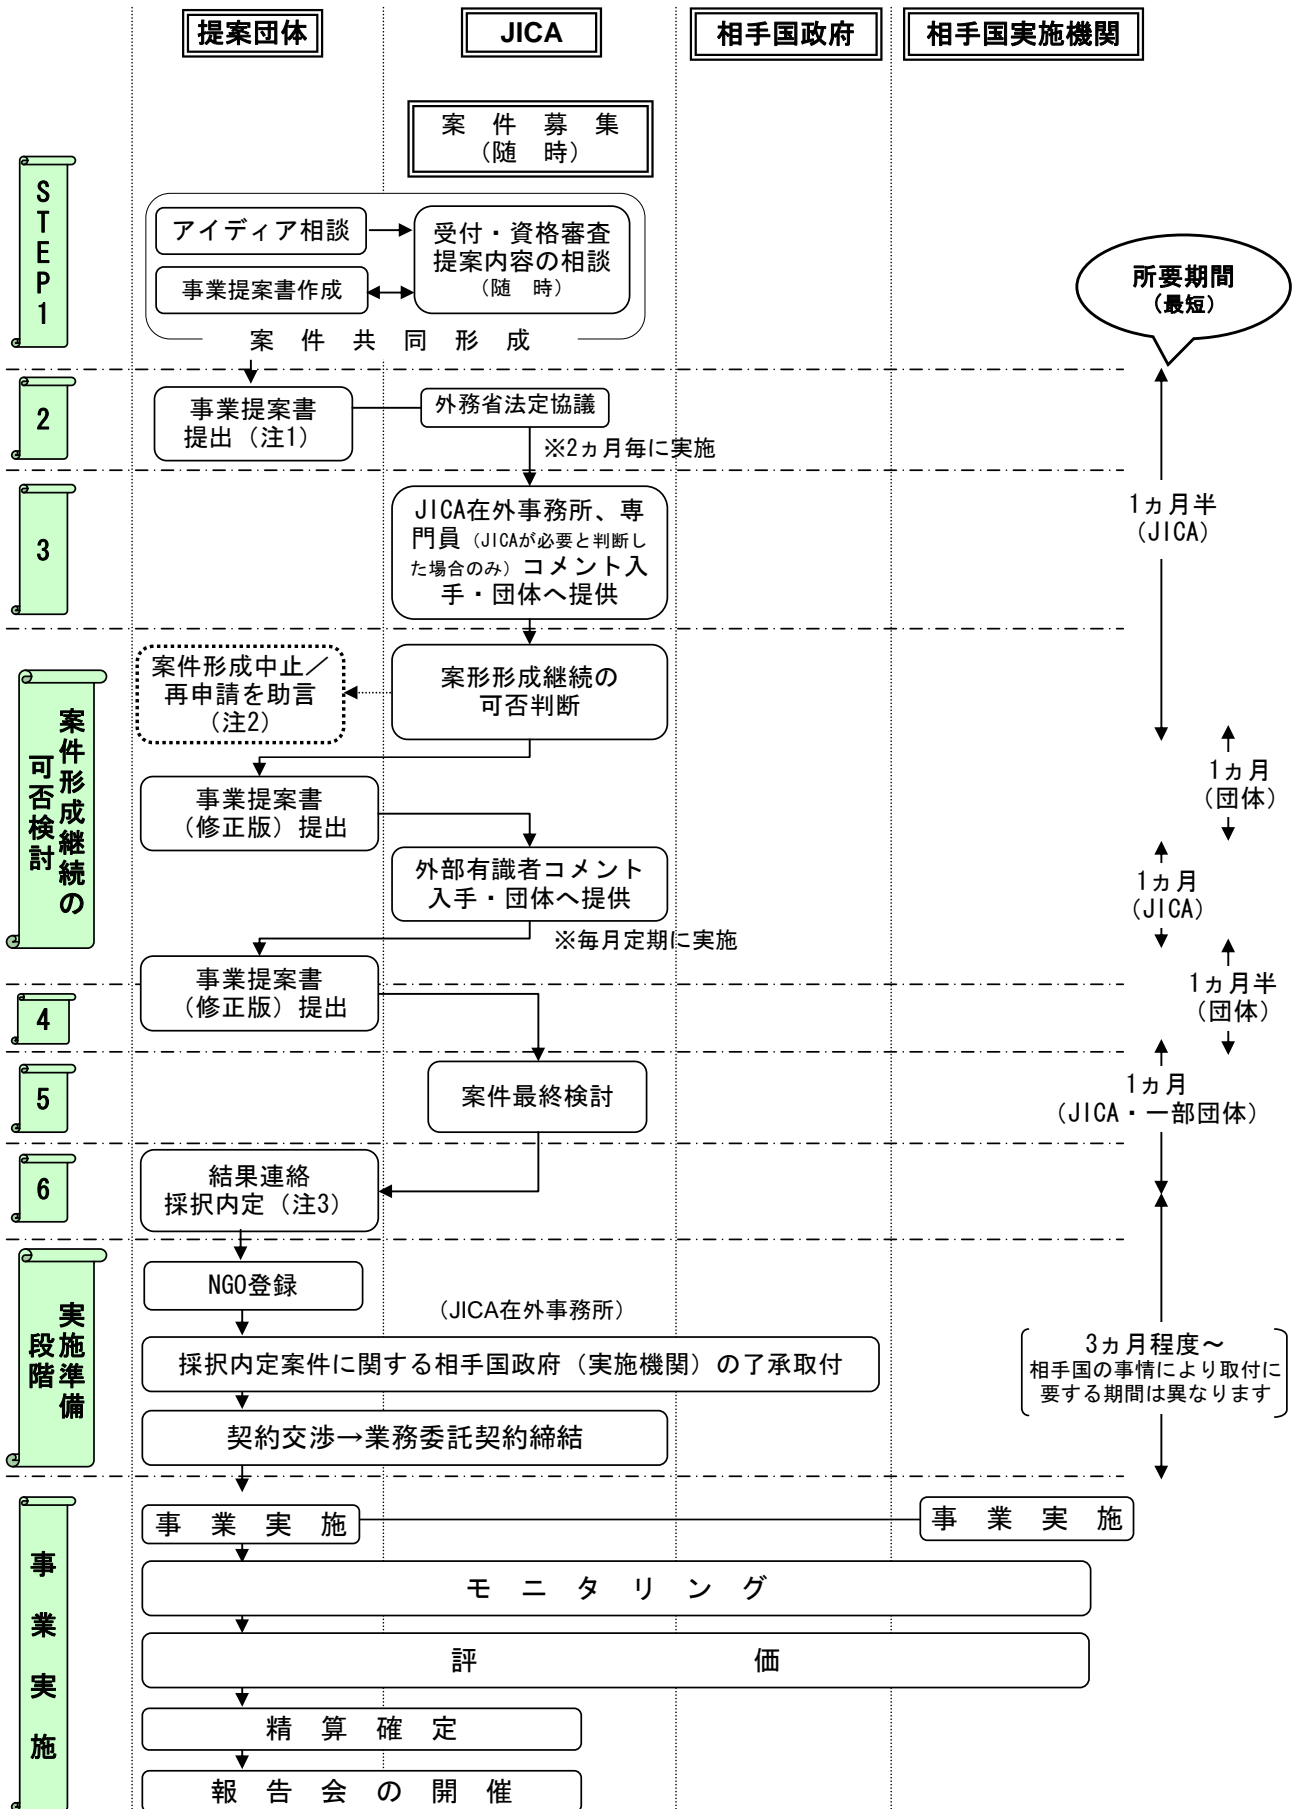 提案団体
JICA
相手国政府
相手国実施機関
案 件 募 集
（随 時）
STEP1
アイディア相談
事業提案書作成
受付・資格審査
提案内容の相談
（随 時）
案 件 共 同 形 成
所要期間
（最短）
2
事業提案書
提出（注1）
外務省法定協議
※2ヵ月毎に実施
3
JICA在外事務所、専
門員（JICAが必要と判断し
た場合のみ）コメント入
手・団体へ提供
1ヵ月半
（JICA）
案件形成継続の
可否検討
案件形成中止／
再申請を助言
（注2）
案形形成継続の
可否判断
1ヵ月
（団体）
事業提案書
（修正版）提出
外部有識者コメント
入手・団体へ提供
1ヵ月
（JICA）
※毎月定期に実施
事業提案書
（修正版）提出
1ヵ月半
（団体）
4
5
案件最終検討
1ヵ月
（JICA・一部団体）
6
結果連絡
採択内定（注3）
実施準備
段階
NGO登録
（JICA在外事務所）
採択内定案件に関する相手国政府（実施機関）の了承取付
3ヵ月程度～
相手国の事情により取付に
要する期間は異なります
契約交渉→業務委託契約締結
事業実施
事 業 実 施
事 業 実 施
モ ニ タ リ ン グ
評 価
精 算 確 定
報 告 会 の 開 催